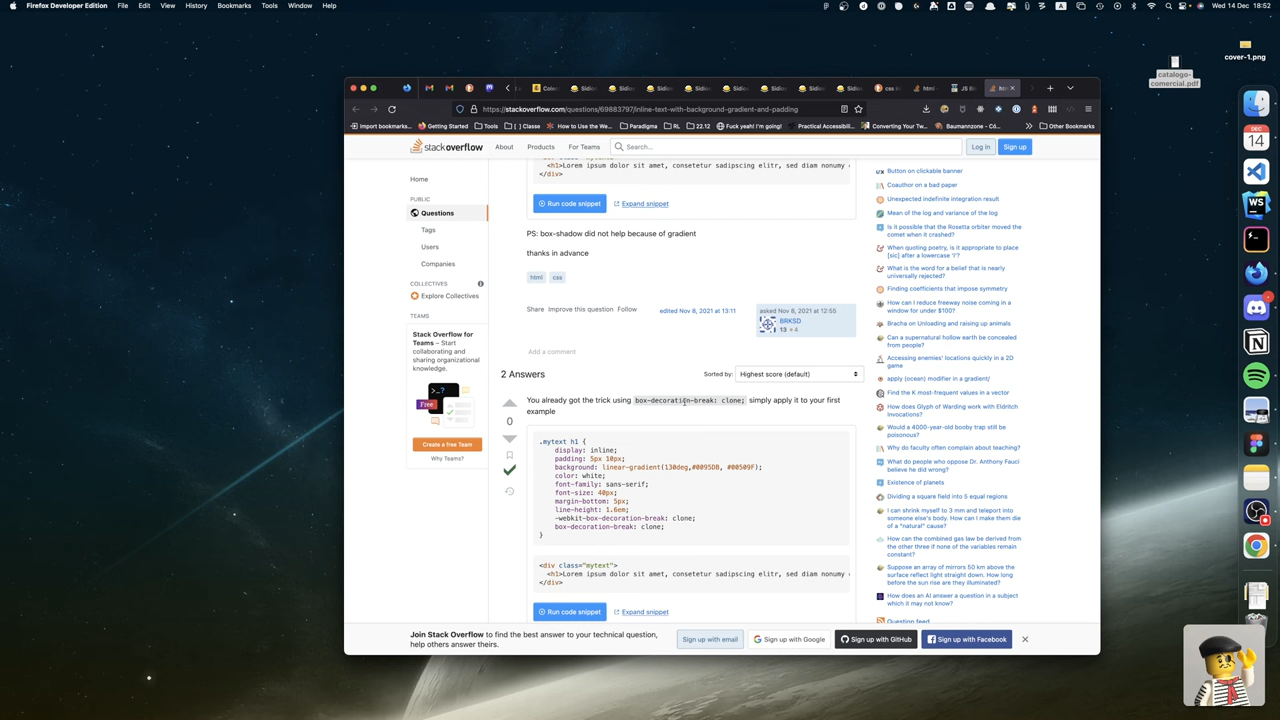 Firefox Developer Edition File Edit View History Bookmarks Tools Window Help
Wed 14 Dec 18:52
cover-1.png
catalogo-
comercial.pdf
https://stackoverflow.com/questions/69883797/inline-text-with-background-gradient-and-padding
Import bookmarks... Getting Started Tools [ ] Classe How to Use the We... Paradigma RL 22.12 Fuck yeah! I'm going! Practical Accessibili... Converting Your Tw... Baumannzone - Có... Other Bookmarks
stackoverflow About Products For Teams Search... Log in Sign up
Home
PUBLIC
Questions
Tags
Users
Companies
COLLECTIVES
Explore Collectives
TEAMS
Stack Overflow for
Teams – Start
collaborating and
sharing organizational
knowledge.
Free
Create a free Team
Why Teams?
<h1>Lorem ipsum dolor sit amet, consetetur sadipscing elitr, sed diam nonumy
</div>
Run code snippet Expand snippet
PS: box-shadow did not help because of gradient
thanks in advance
html css
Share Improve this question Follow
edited Nov 8, 2021 at 13:11
asked Nov 8, 2021 at 12:55
BRKSD
13 4
Add a comment
2 Answers
Sorted by: Highest score (default)
You already got the trick using box-decoration-break: clone; simply apply it to your first
example
0
.mytext h1 {
display: inline;
padding: 5px 10px;
background: linear-gradient(130deg,#0095DB, #00509F);
color: white;
font-family: sans-serif;
font-size: 40px;
margin-bottom: 5px;
line-height: 1.6em;
-webkit-box-decoration-break: clone;
box-decoration-break: clone;
}
<div class="mytext">
<h1>Lorem ipsum dolor sit amet, consetetur sadipscing elitr, sed diam nonumy
</div>
Run code snippet Expand snippet
Button on clickable banner
Coauthor on a bad paper
Unexpected indefinite integration result
Mean of the log and variance of the log
Is it possible that the Rosetta orbiter moved the
comet when it crashed?
When quoting poetry, is it appropriate to place
[sic] after a lowercase 'i'?
What is the word for a belief that is nearly
universally rejected?
Finding coefficients that impose symmetry
How can I reduce freeway noise coming in a
window for under $100?
Bracha on Unloading and raising up animals
Can a supernatural hollow earth be concealed
from people?
Accessing enemies' locations quickly in a 2D
game
apply (ocean) modifier in a gradient/
Find the K most-frequent values in a vector
How does Glyph of Warding work with Eldritch
Invocations?
Would a 4000-year-old booby trap still be
poisonous?
Why do faculty often complain about teaching?
What do people who oppose Dr. Anthony Fauci
believe he did wrong?
Existence of planets
Dividing a square field into 5 equal regions
I can shrink myself to 3 mm and teleport into
someone else's body. How can I make them die
of a "natural" cause?
How can the combined gas law be derived from
the other three if none of the variables remain
constant?
Suppose an array of mirrors 50 km above the
surface reflect light straight down. How long
before the sun rise are they illuminated?
How does an AI answer a question in a subject
which it may not know?
Question feed
Join Stack Overflow to find the best answer to your technical question,
help others answer theirs.
Sign up with email Sign up with Google Sign up with GitHub Sign up with Facebook
DEC
14